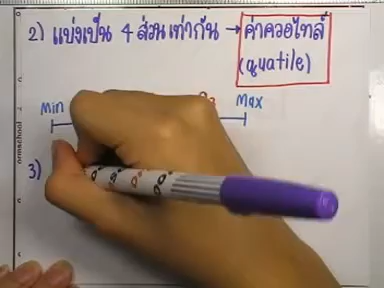 2) แบ่งเป็น 4 ส่วนเท่ากัน → ค่าควอไทล์
(quatile)
Min Q₃ Max
3)